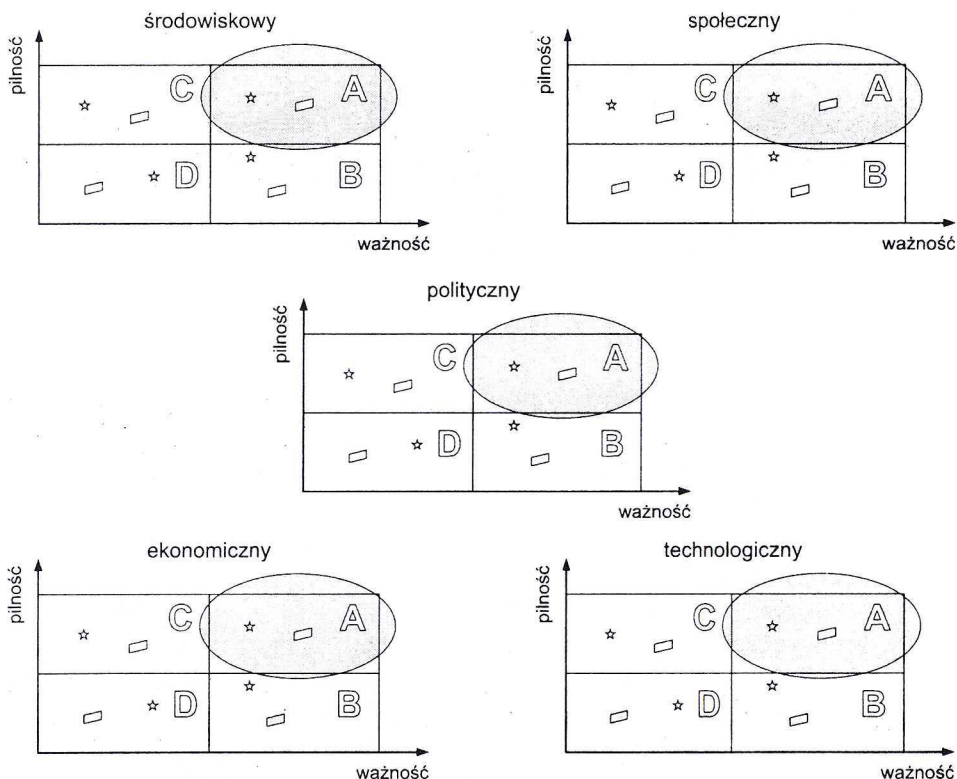 środowiskowy
pilność
C A
D B
ważność
społeczny
pilność
C A
D B
ważność
polityczny
pilność
C A
D B
ważność
ekonomiczny
pilność
C A
D B
ważność
technologiczny
pilność
C A
D B
ważność